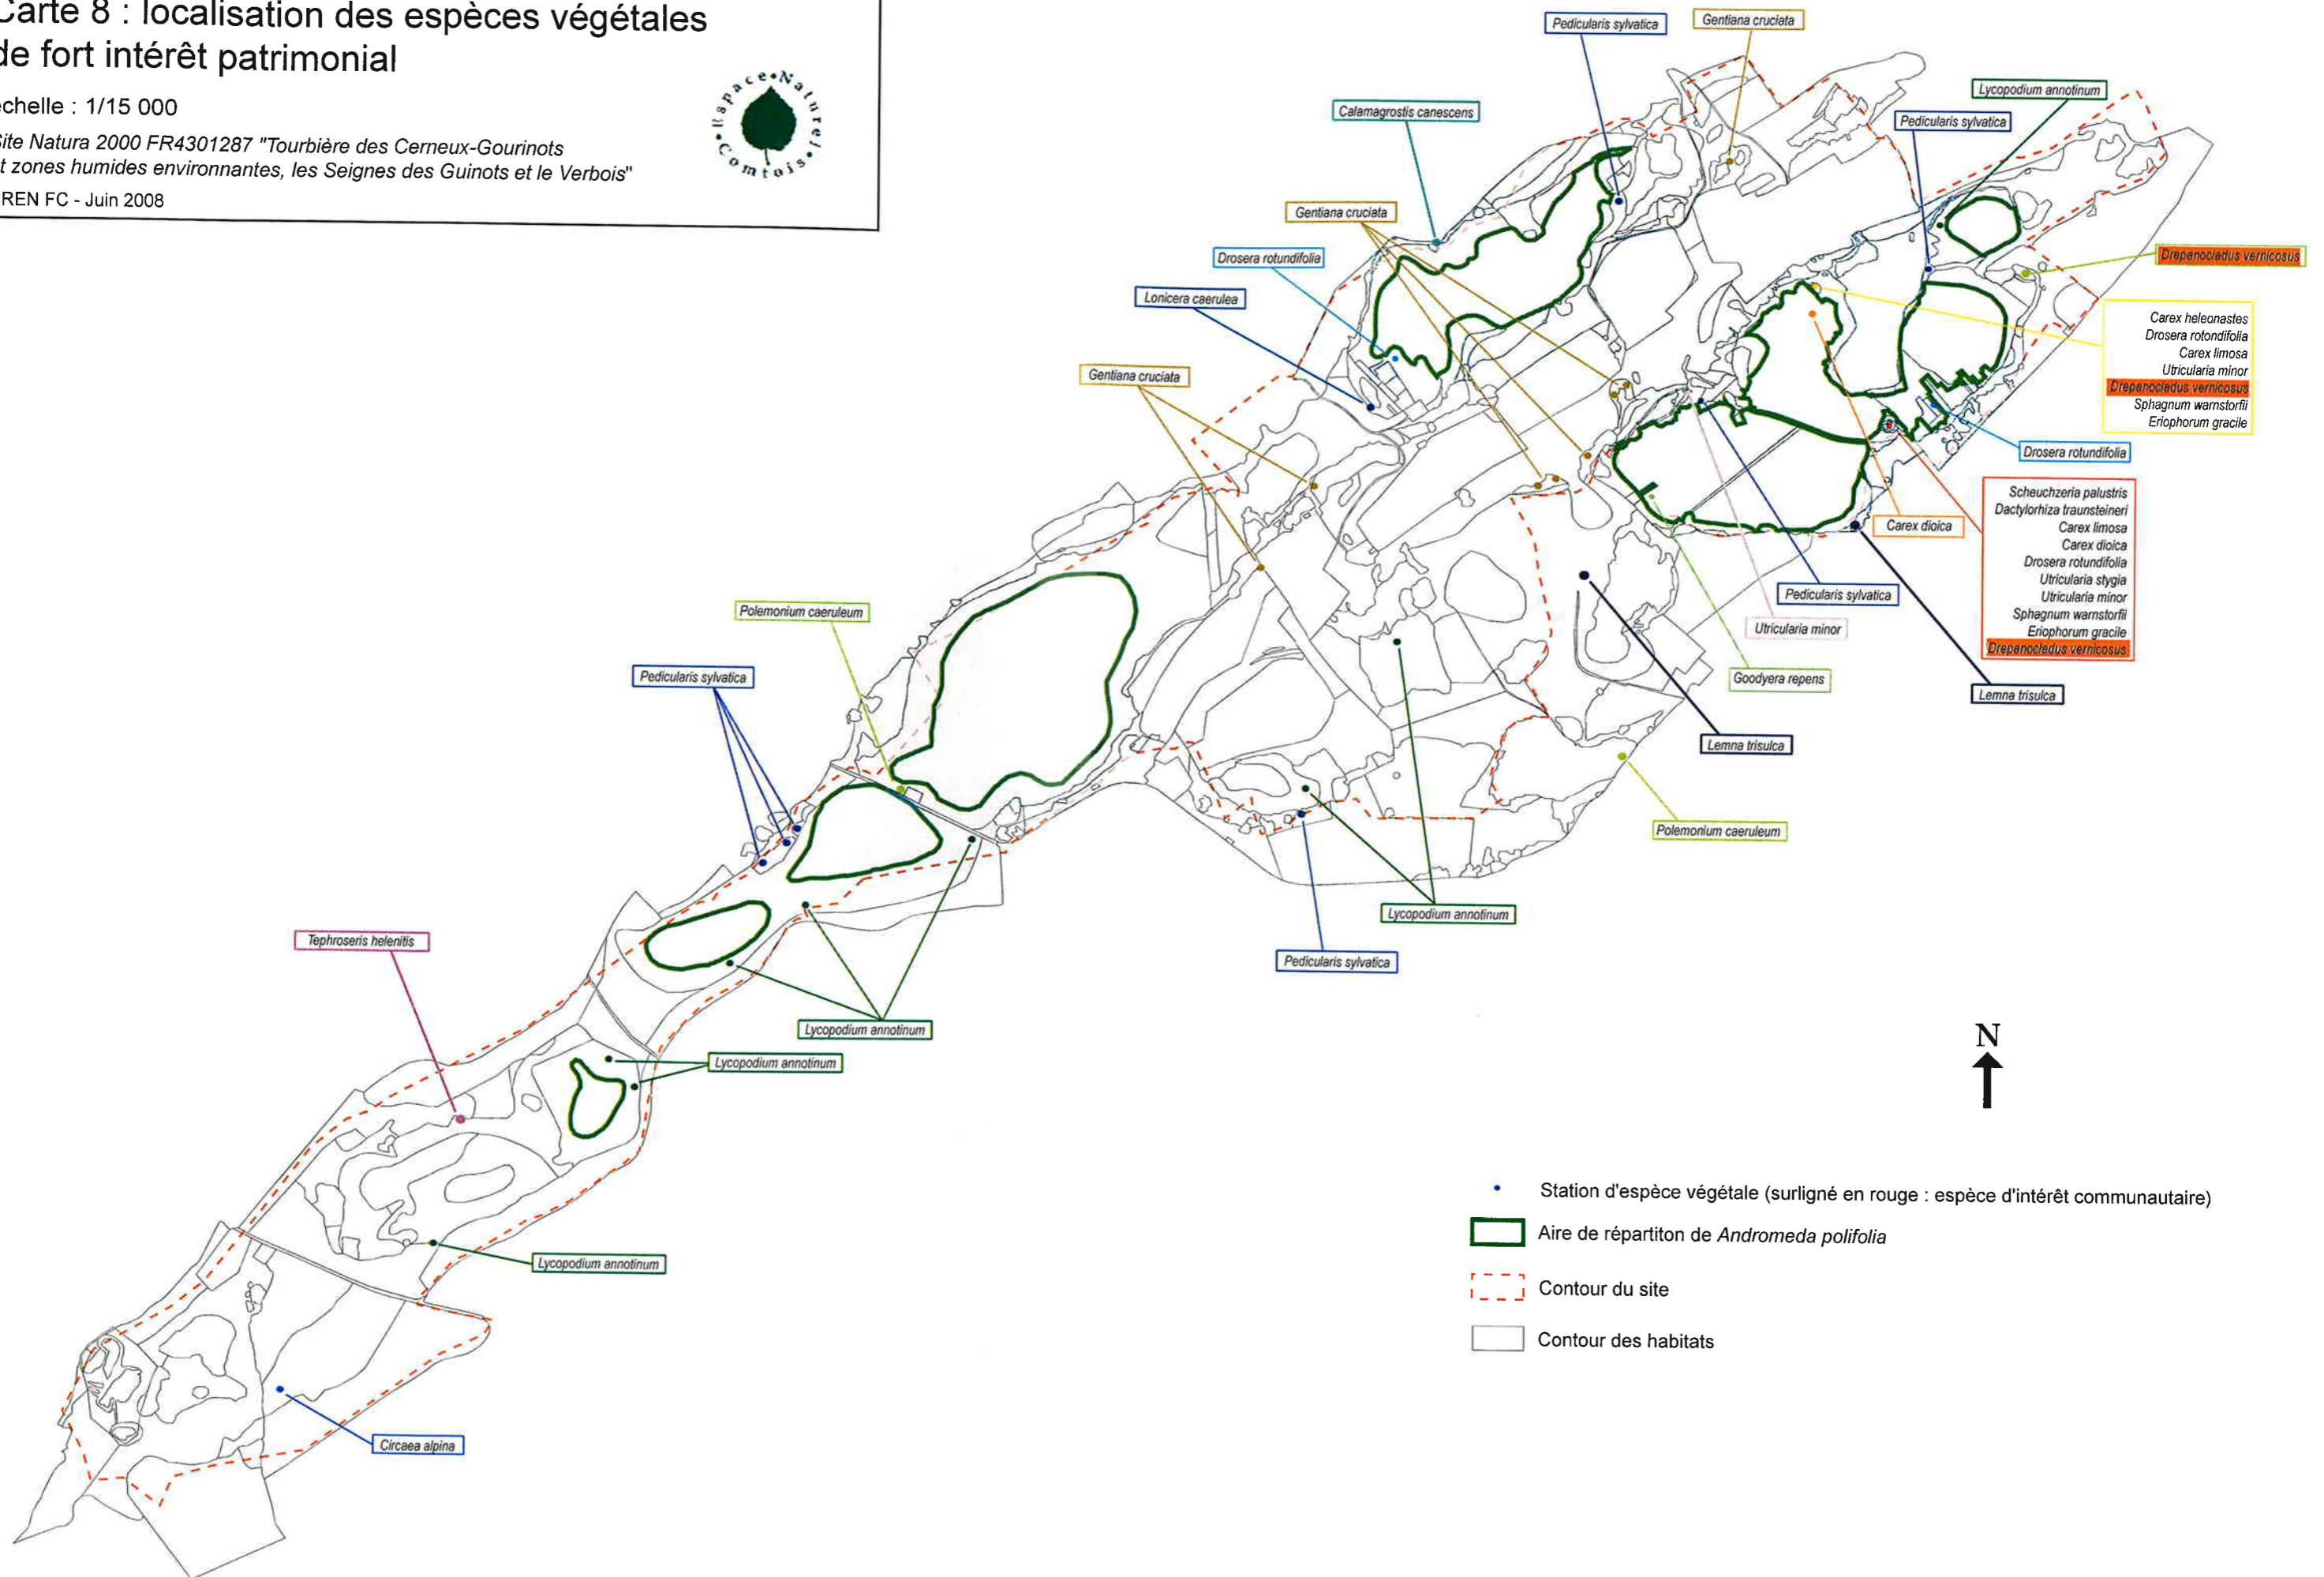 Carte 8 : localisation des espèces végétales
de fort intérêt patrimonial
échelle : 1/15 000
Site Natura 2000 FR4301287 "Tourbière des Cerneux-Gourinots
t zones humides environnantes, les Seignes des Guinots et le Verbois"
REN FC - Juin 2008
Espace•Naturel•Comtois•
Pedicularis sylvatica
Gentiana cruciata
Lycopodium annotinum
Calamagrostis canescens
Pedicularis sylvatica
Gentiana cruciata
Drosera rotundifolia
Drepanocladus vernicosus
Lonicera caerulea
Carex heleonastes
Drosera rotondifolia
Carex limosa
Utricularia minor
Drepanocladus vernicosus
Sphagnum warnstorfii
Eriophorum gracile
Gentiana cruciata
Drosera rotundifolia
Scheuchzeria palustris
Dactylorhiza traunsteineri
Carex limosa
Carex dioica
Drosera rotundifolia
Utricularia stygia
Utricularia minor
Sphagnum warnstorfii
Eriophorum gracile
Drepanocladus vernicosus
Carex dioica
Pedicularis sylvatica
Polemonium caeruleum
Utricularia minor
Pedicularis sylvatica
Goodyera repens
Lemna trisulca
Lemna trisulca
Polemonium caeruleum
Lycopodium annotinum
Tephroseris helenitis
Pedicularis sylvatica
Lycopodium annotinum
Lycopodium annotinum
N
Station d'espèce végétale (surligné en rouge : espèce d'intérêt communautaire)
Aire de répartiton de Andromeda polifolia
Lycopodium annotinum
Contour du site
Contour des habitats
Circaea alpina